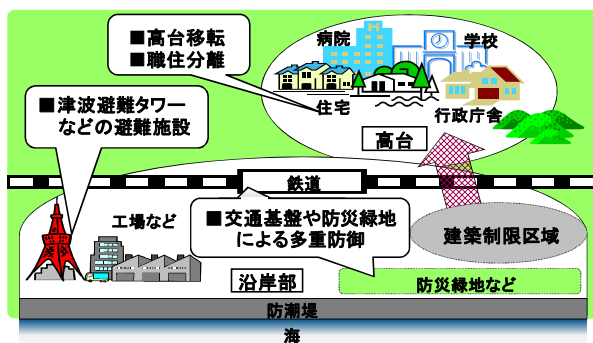 ■高台移転
■職住分離
病院
学校
住宅
行政庁舎
高台
■津波避難タワー
などの避難施設
鉄道
工場など
■交通基盤や防災緑地
による多重防御
建築制限区域
沿岸部
防災緑地など
防潮堤
海